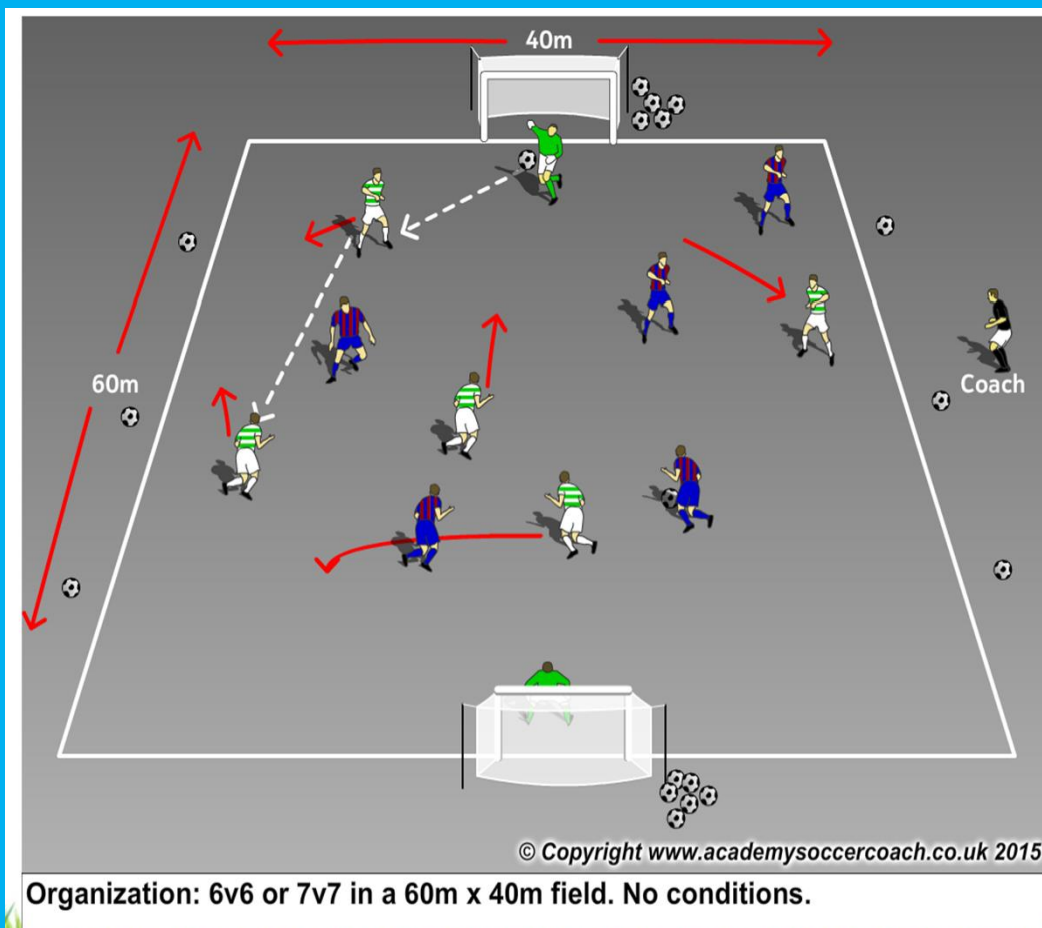 40m
60m
Coach
© Copyright www.academysoccercoach.co.uk 2015
Organization: 6v6 or 7v7 in a 60m x 40m field. No conditions.